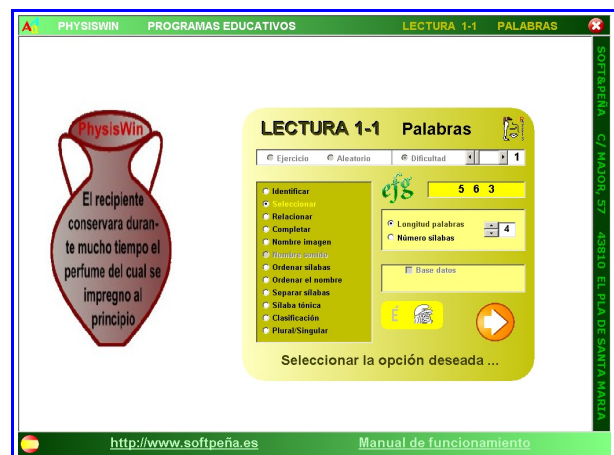 PHYSISWIN PROGRAMAS EDUCATIVOS LECTURA 1-1 PALABRAS
PhysisWin
El recipiente
conservara duran-
te mucho tiempo el
perfume del cual se
impregno al
principio
LECTURA 1-1 Palabras
Ejercicio Aleatorio Dificultad 1
Identificar
Seleccionar
Relacionar
Completar
Nombre imagen
Nombre sonido
Ordenar sílabas
Ordenar el nombre
Separar sílabas
Sílaba tónica
Clasificación
Plural/Singular
efg 5 6 3
Longitud palabras
Número sílabas
4
Base datos
É
Seleccionar la opción deseada ...
SOFT&PEÑA C/ MAJOR, 57 43810 EL PLA DE SANTA MARIA
http://www.softpeña.es Manual de funcionamiento